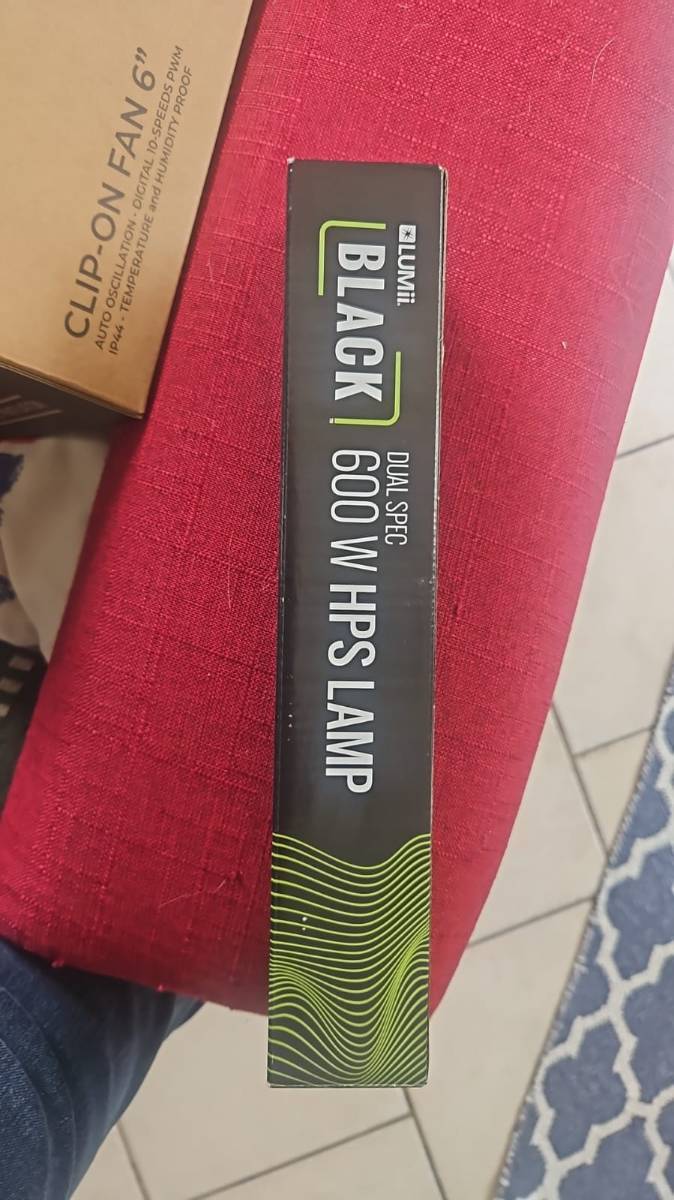 CLIP-ON FAN 6”
AUTO OSCILLATION - DIGITAL 10-SPEEDS PWM
IP44 - TEMPERATURE and HUMIDITY PROOF
LUMii.
BLACK
DUAL SPEC
600 W HPS LAMP